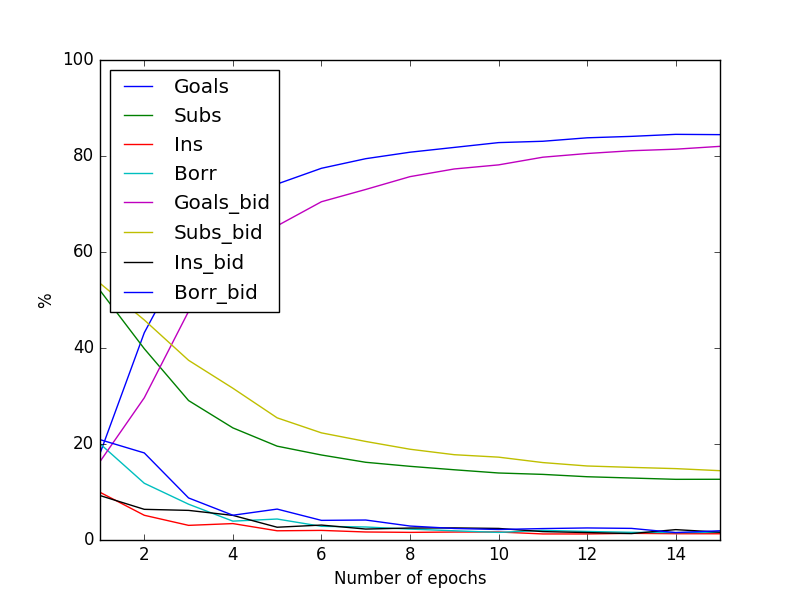 100
80
60
40
20
0
%
Goals
Subs
Ins
Borr
Goals_bid
Subs_bid
Ins_bid
Borr_bid
2 4 6 8 10 12 14
Number of epochs